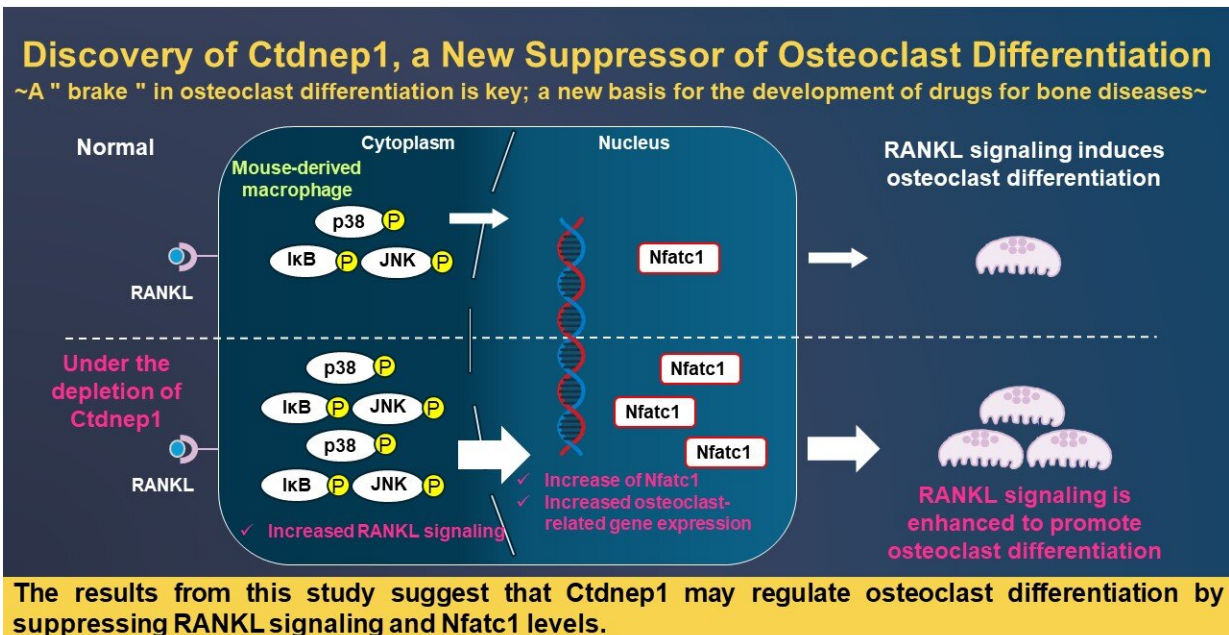 Discovery of Ctdnep1, a New Suppressor of Osteoclast Differentiation
~A " brake " in osteoclast differentiation is key; a new basis for the development of drugs for bone diseases~
Normal
Cytoplasm
Nucleus
RANKL signaling induces
osteoclast differentiation
Mouse-derived
macrophage
p38 P
IκB P JNK P
Nfatc1
RANKL
Under the
depletion of
Ctdnep1
p38 P
IκB P JNK P
p38 P
IκB P JNK P
Nfatc1
Nfatc1
Nfatc1
RANKL
✓ Increased RANKL signaling
✓ Increase of Nfatc1
✓ Increased osteoclast-
related gene expression
RANKL signaling is
enhanced to promote
osteoclast differentiation
The results from this study suggest that Ctdnep1 may regulate osteoclast differentiation by
suppressing RANKL signaling and Nfatc1 levels.